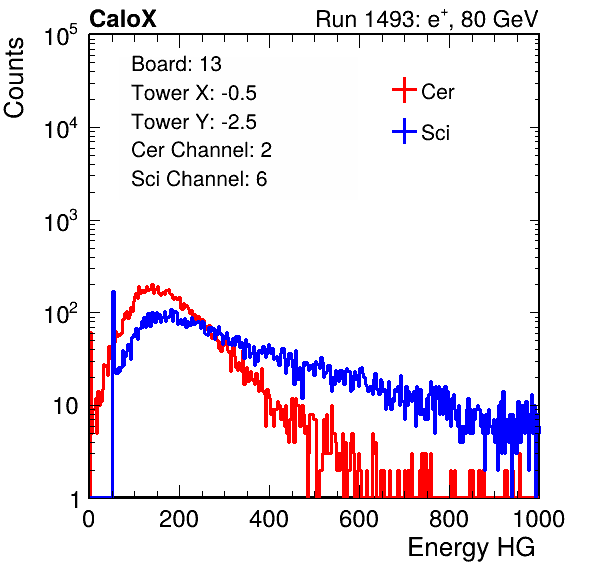 CaloX Run 1493: e⁺, 80 GeV
Counts
10⁵
10⁴
10³
10²
10
1
Board: 13
Tower X: -0.5
Tower Y: -2.5
Cer Channel: 2
Sci Channel: 6
Cer
Sci
0 200 400 600 800 1000
Energy HG